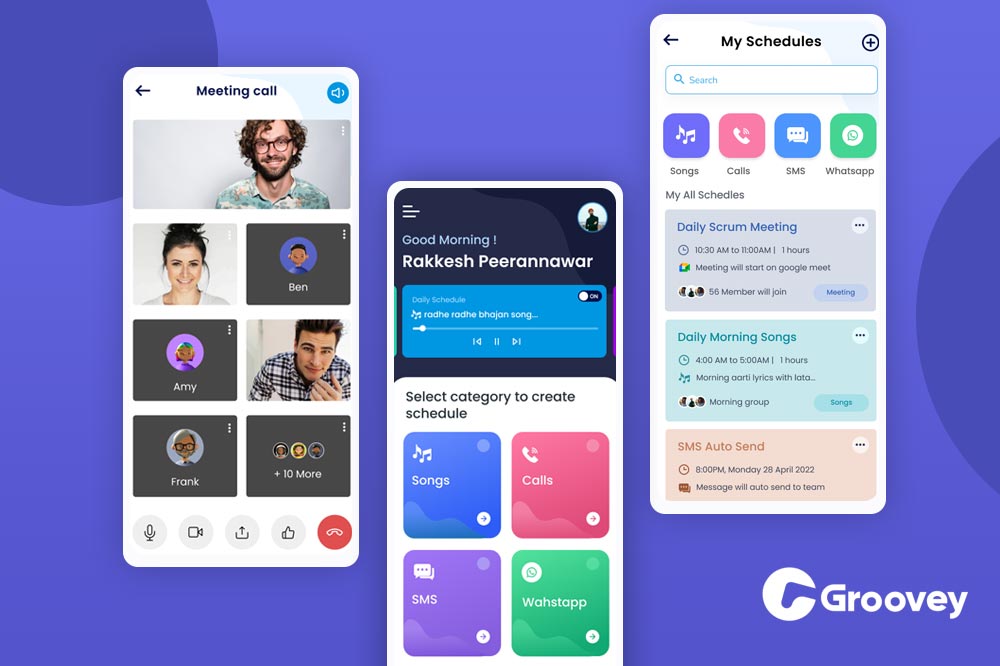 Meeting call
Ben
Amy
Frank
+ 10 More
Good Morning !
Rakkesh Peerannawar
Daily Schedule
ON
radhe radhe bhajan song...
Select category to create
schedule
Songs
Calls
SMS
Wahstapp
My Schedules
Search
Songs
Calls
SMS
Whatsapp
My All Schedles
Daily Scrum Meeting
10:30 AM to 11:00AM | 1 hours
Meeting will start on google meet
56 Member will join
Meeting
Daily Morning Songs
4:00 AM to 5:00AM | 1 hours
Morning aarti lyrics with lata...
Morning group
Songs
SMS Auto Send
8:00PM, Monday 28 April 2022
Message will auto send to team
Groovey